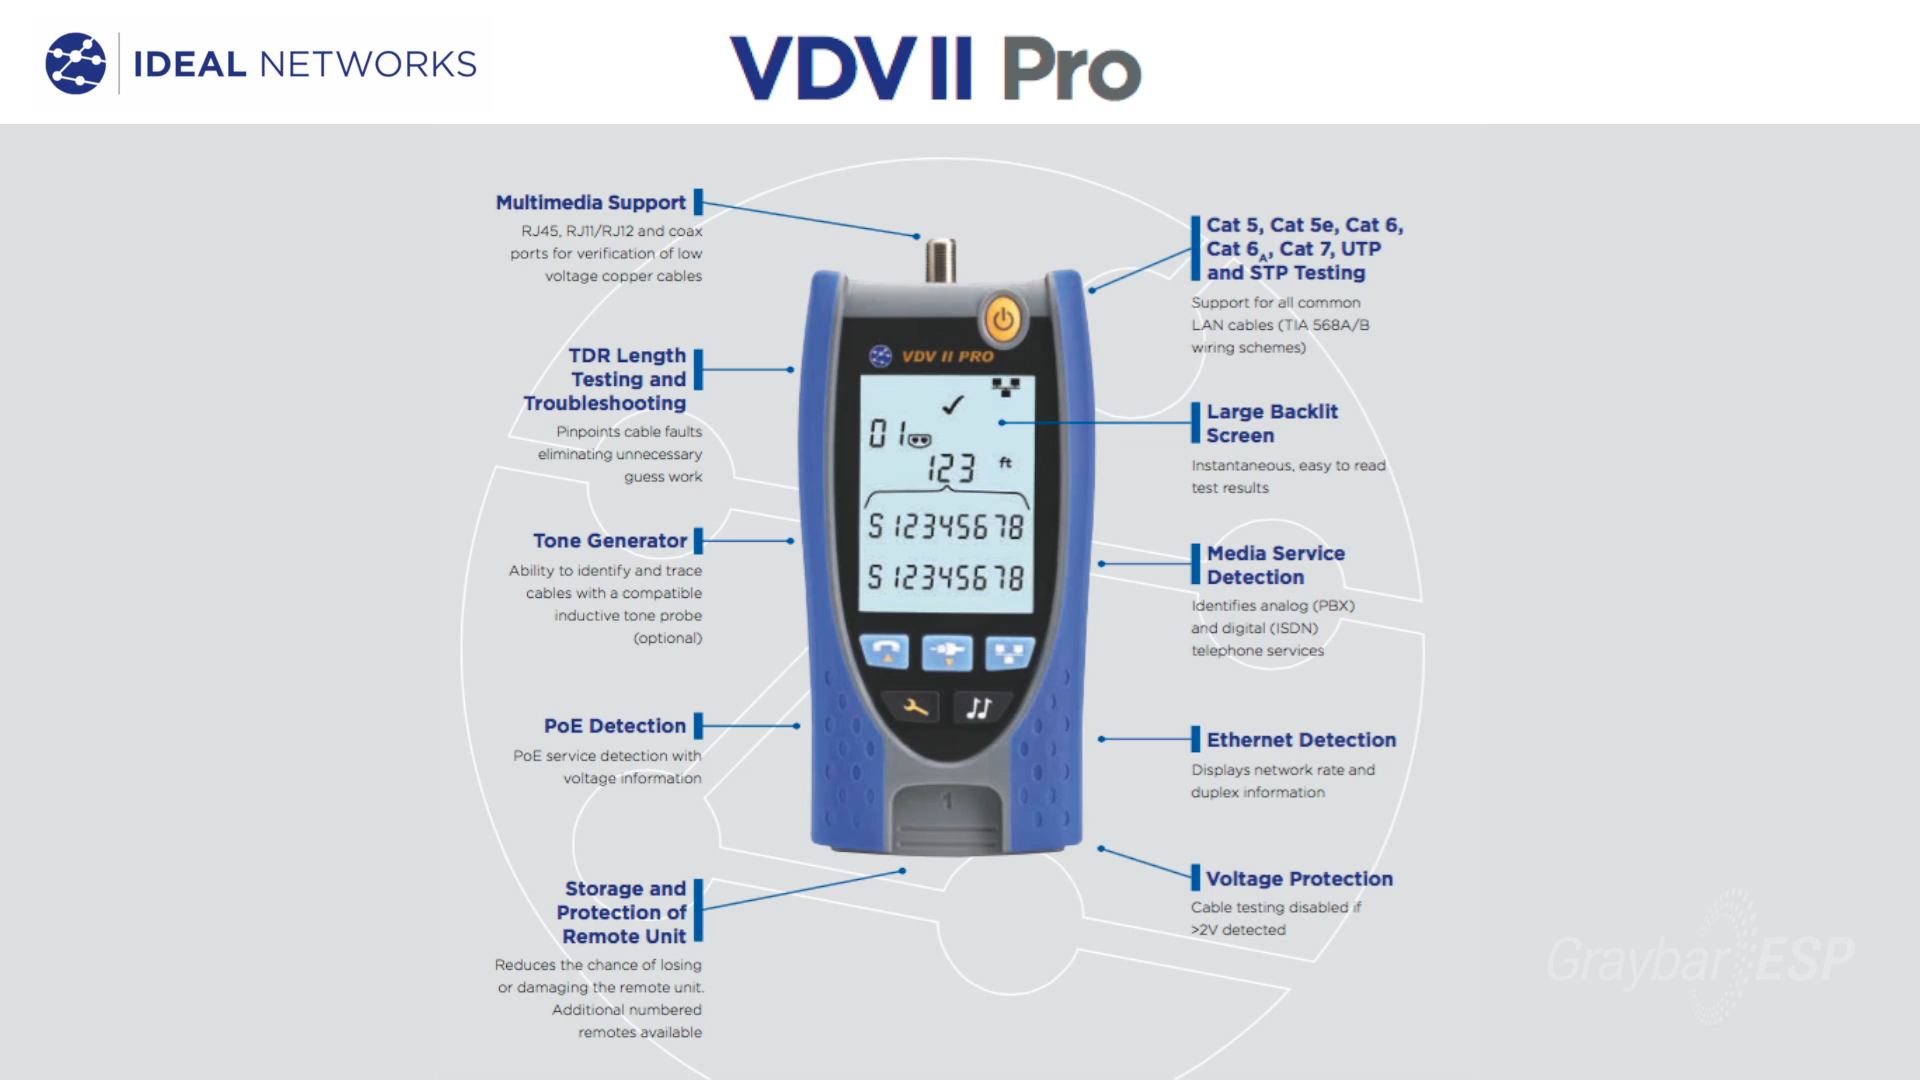 IDEAL NETWORKS
VDV II Pro
Multimedia Support
RJ45, RJ11/RJ12 and coax
ports for verification of low
voltage copper cables
TDR Length
Testing and
Troubleshooting
Pinpoints cable faults
eliminating unnecessary
guess work
Tone Generator
Ability to identify and trace
cables with a compatible
inductive tone probe
(optional)
PoE Detection
PoE service detection with
voltage information
Storage and
Protection of
Remote Unit
Reduces the chance of losing
or damaging the remote unit.
Additional numbered
remotes available
VDV II PRO
01
123 ft
S12345678
S12345678
1
Cat 5, Cat 5e, Cat 6,
Cat 6A, Cat 7, UTP
and STP Testing
Support for all common
LAN cables (TIA 568A/B
wiring schemes)
Large Backlit
Screen
Instantaneous, easy to read
test results
Media Service
Detection
Identifies analog (PBX)
and digital (ISDN)
telephone services
Ethernet Detection
Displays network rate and
duplex information
Voltage Protection
Cable testing disabled if
>2V detected
Graybar ESP